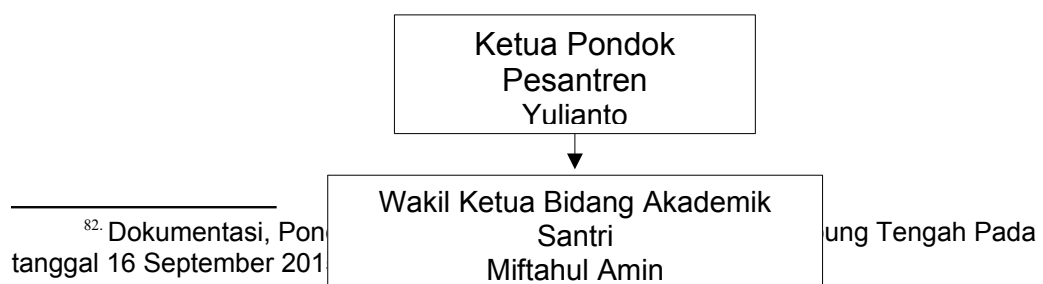 Ketua Pondok
Pesantren
Yulianto
Wakil Ketua Bidang Akademik
Santri
Miftahul Amin
82. Dokumentasi, Pon ung Tengah Pada
tanggal 16 September 201